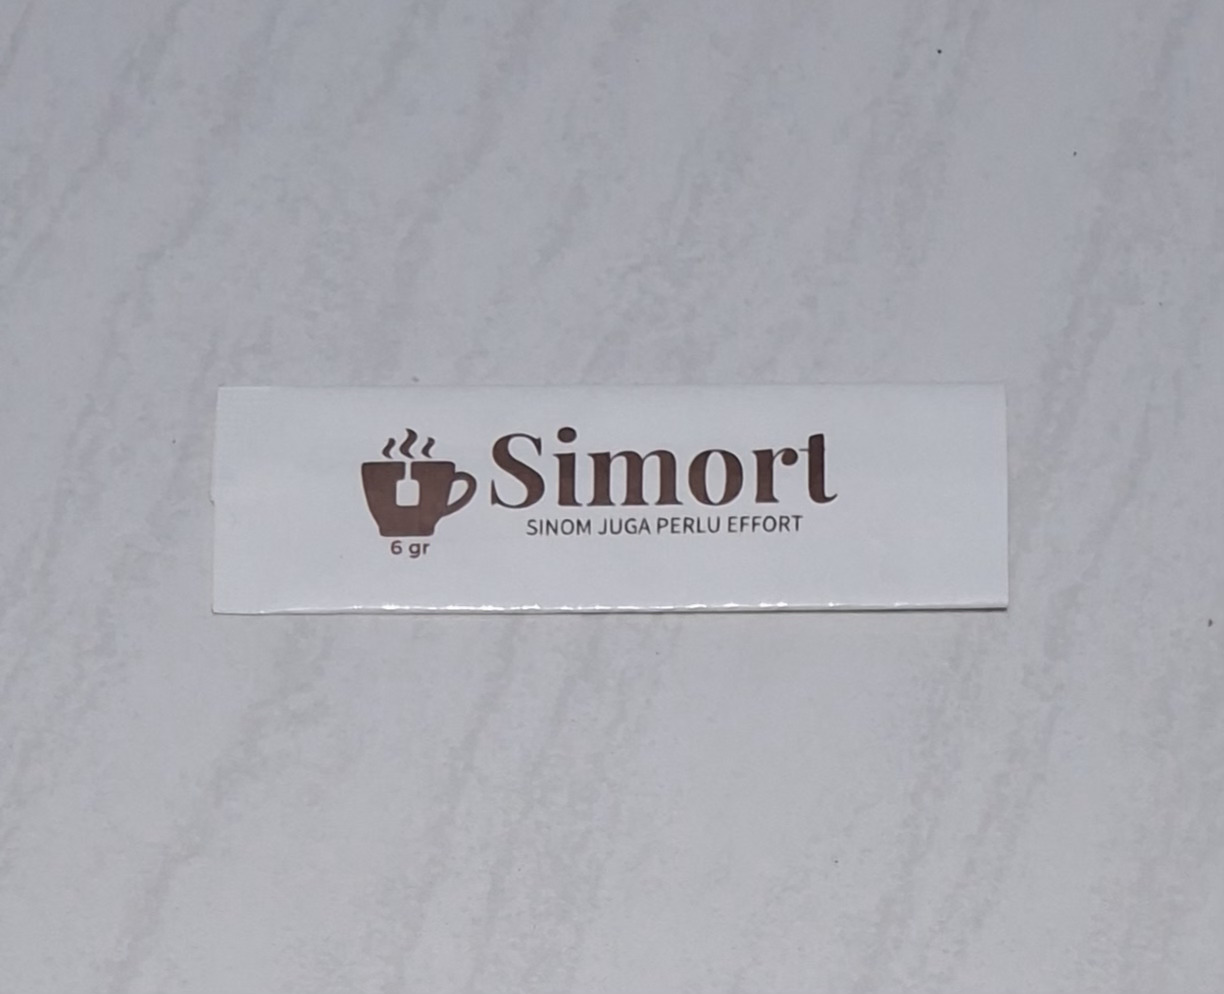 Simort
SINOM JUGA PERLU EFFORT
6 gr